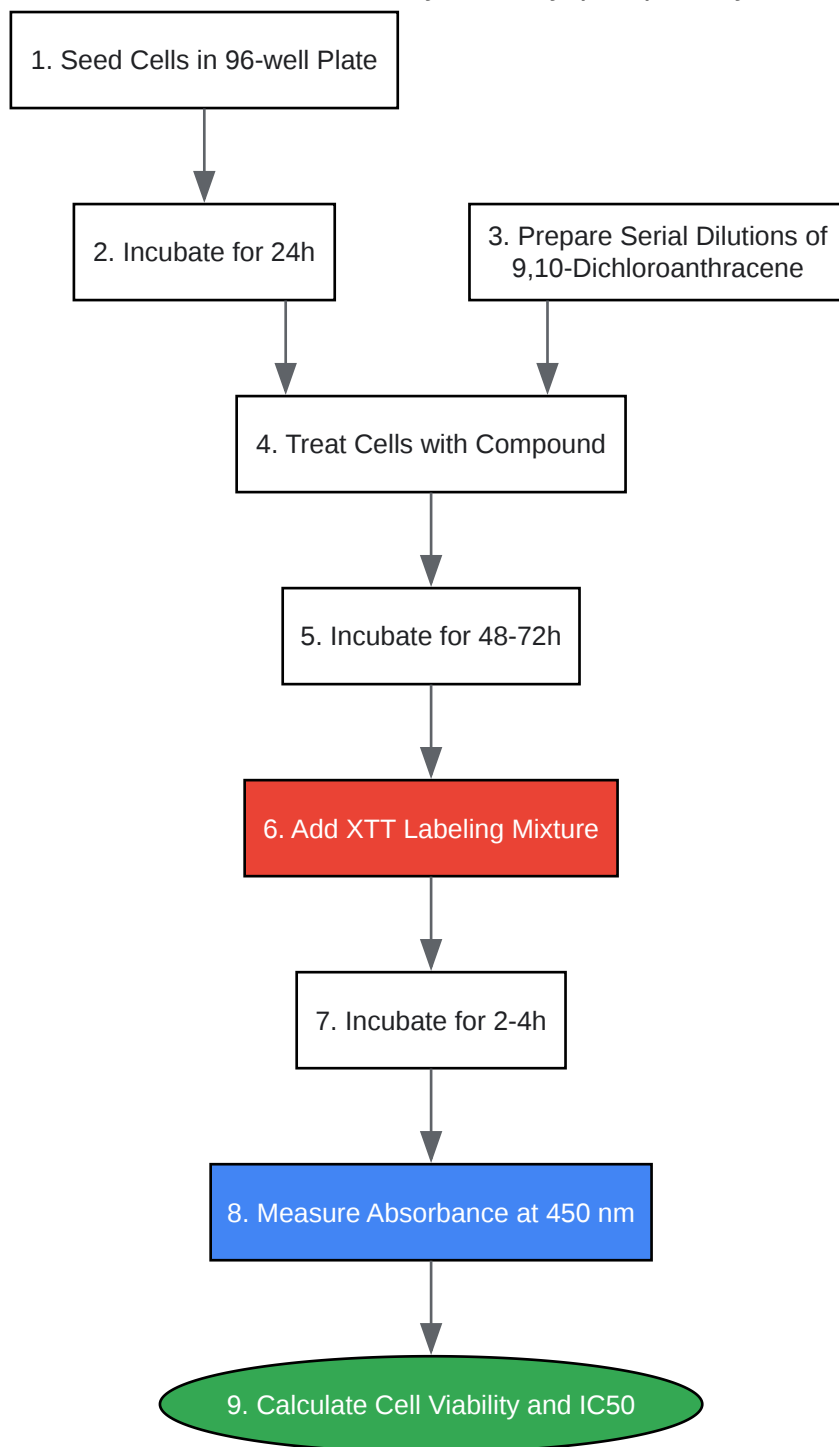 1. Seed Cells in 96-well Plate
2. Incubate for 24h
3. Prepare Serial Dilutions of
9,10-Dichloroanthracene
4. Treat Cells with Compound
5. Incubate for 48-72h
6. Add XTT Labeling Mixture
7. Incubate for 2-4h
8. Measure Absorbance at 450 nm
9. Calculate Cell Viability and IC50